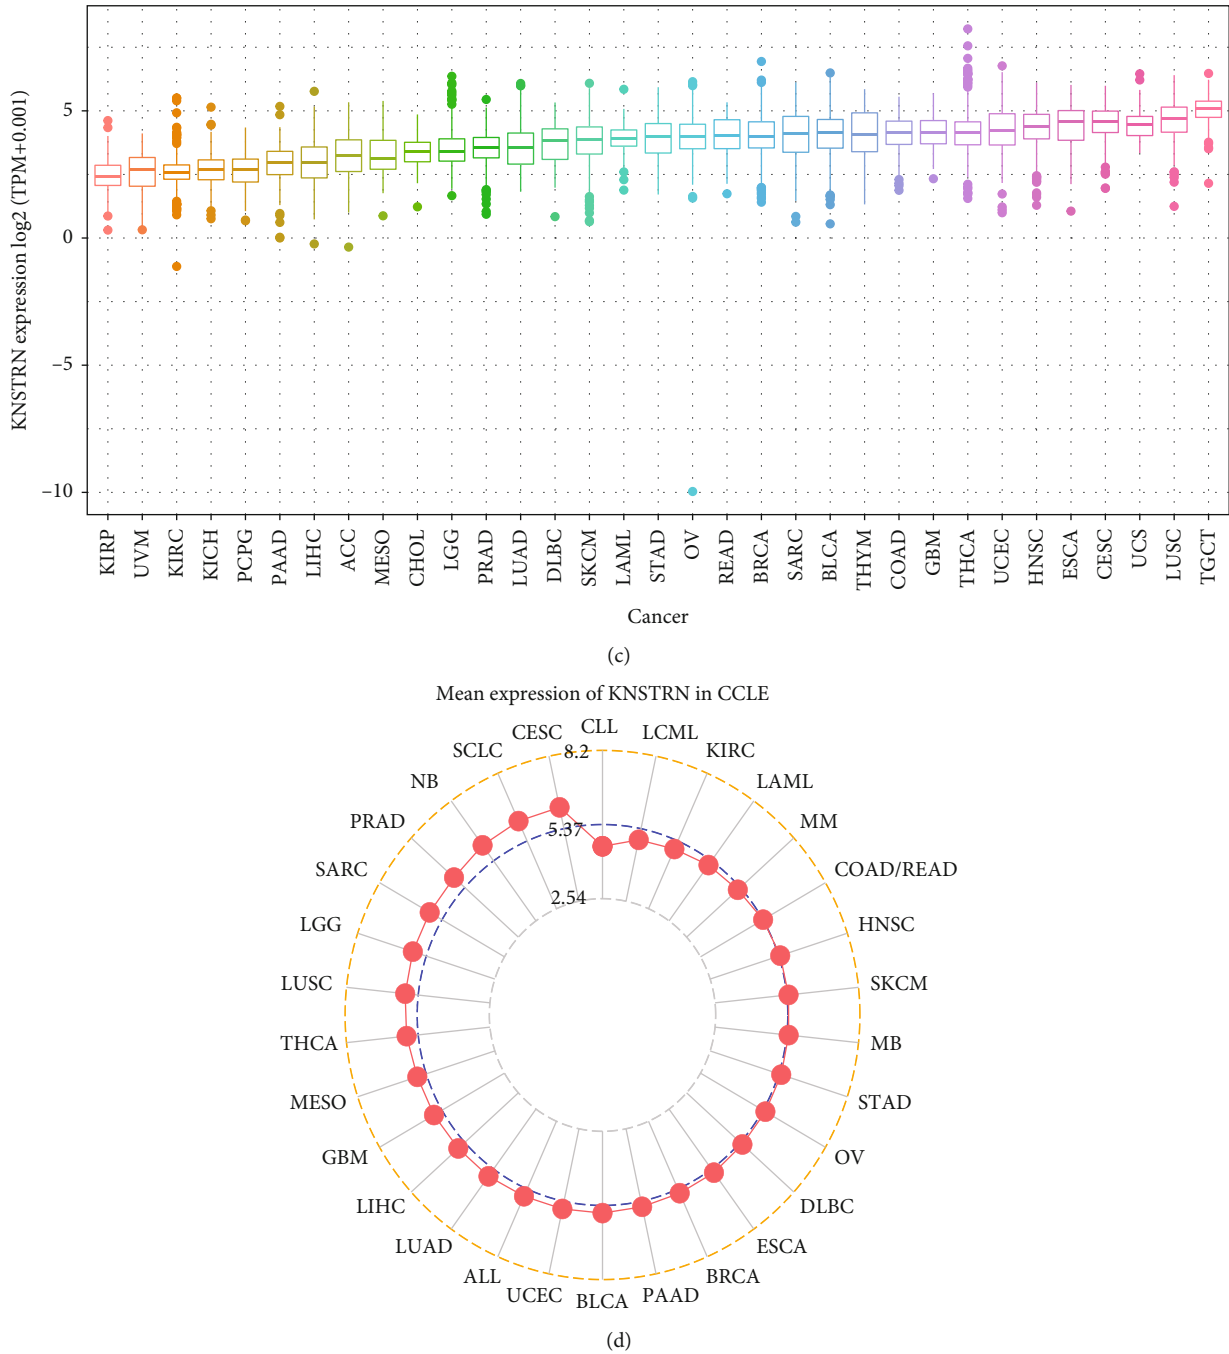 KNSTRN expression log2 (TPM+0.001)
5
0
−5
−10
KIRP
UVM
KIRC
KICH
PCPG
PAAD
LIHC
ACC
MESO
CHOL
LGG
PRAD
LUAD
DLBC
SKCM
LAML
STAD
OV
READ
BRCA
SARC
BLCA
THYM
COAD
GBM
THCA
UCEC
HNSC
ESCA
CESC
UCS
LUSC
TGCT
Cancer
(c)
Mean expression of KNSTRN in CCLE
CLL
LCML
KIRC
LAML
MM
COAD/READ
HNSC
SKCM
MB
STAD
OV
DLBC
ESCA
BRCA
PAAD
BLCA
UCEC
ALL
LUAD
LIHC
GBM
MESO
THCA
LUSC
LGG
SARC
PRAD
NB
SCLC
CESC
8.2
5.37
2.54
(d)